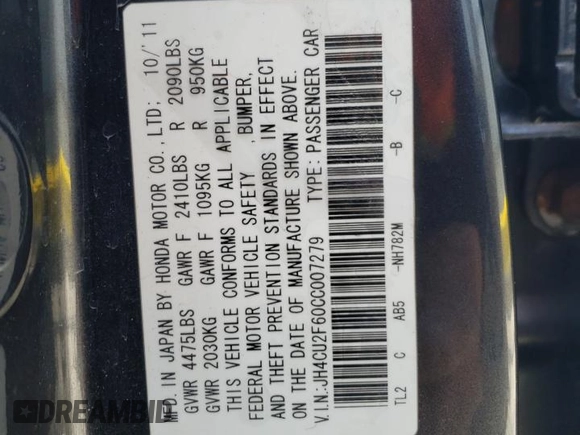 MFD. IN JAPAN BY HONDA MOTOR CO., LTD; 10/'11
GVWR 4475LBS GAWR F 2410LBS R 2090LBS
GVWR 2030KG GAWR F 1095KG R 950KG
THIS VEHICLE CONFORMS TO ALL APPLICABLE
FEDERAL MOTOR VEHICLE SAFETY , BUMPER,
AND THEFT PREVENTION STANDARDS IN EFFECT
ON THE DATE OF MANUFACTURE SHOWN ABOVE.
V.I.N:JH4CU2F60CC007279 TYPE: PASSENGER CAR
TL2 C AB5 -NH782M -B -C
DREAMBID